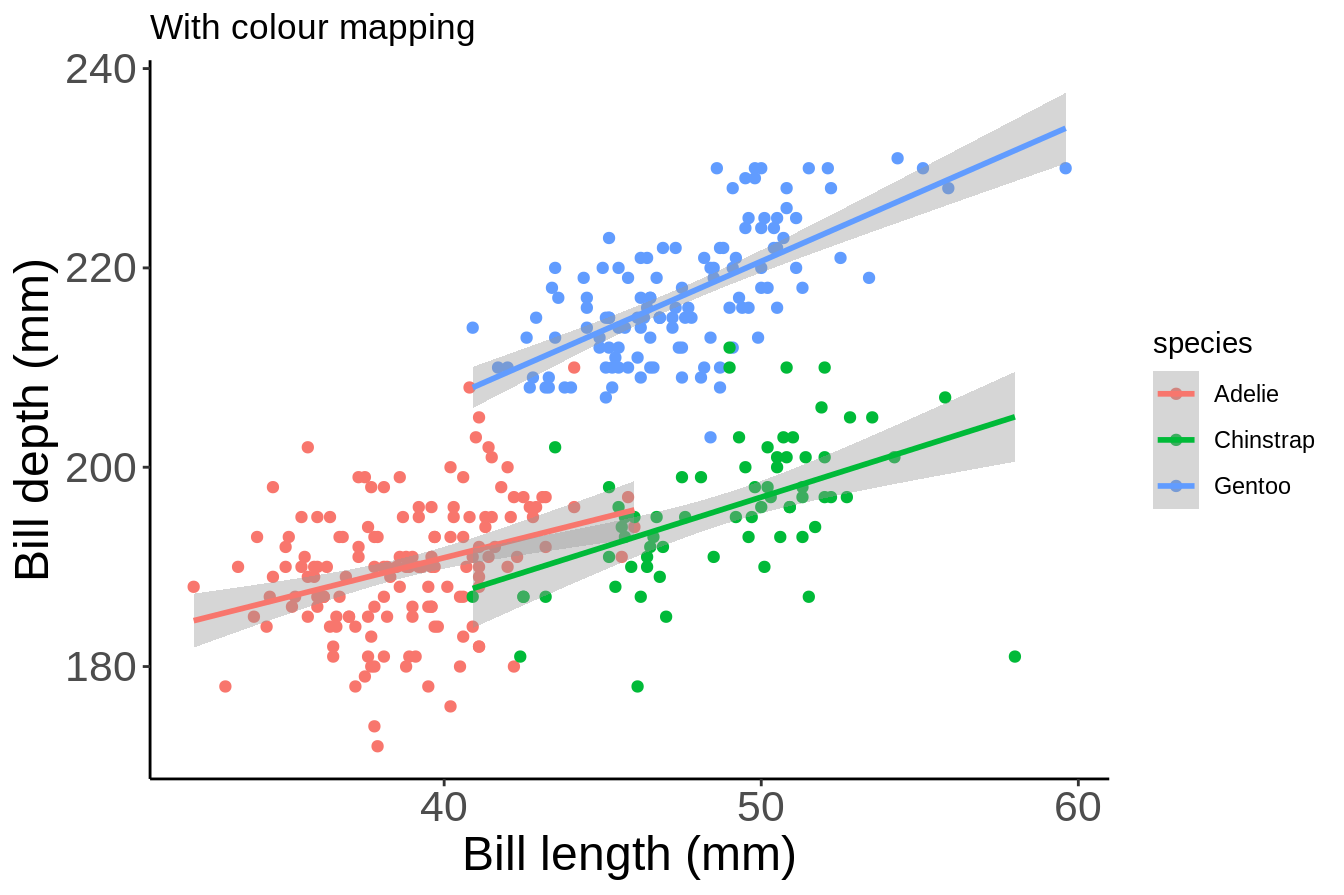 With colour mapping
240
220
200
180
Bill depth (mm)
40 50 60
Bill length (mm)
species
Adelie
Chinstrap
Gentoo